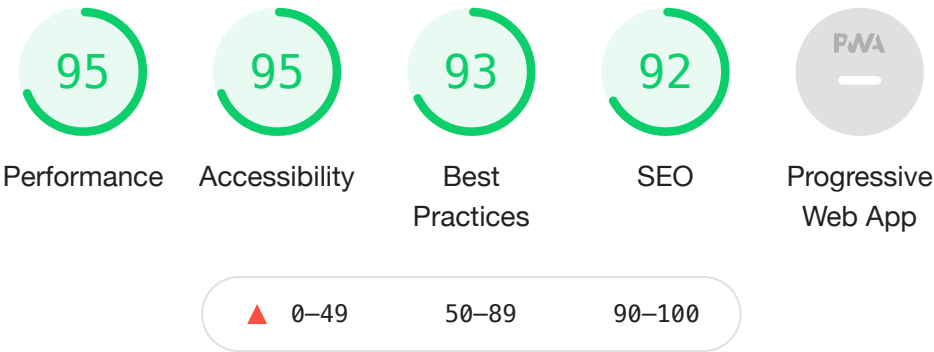 95 95 93 92 PWA
Performance Accessibility Best SEO Progressive
Practices Web App
0–49 50–89 90–100